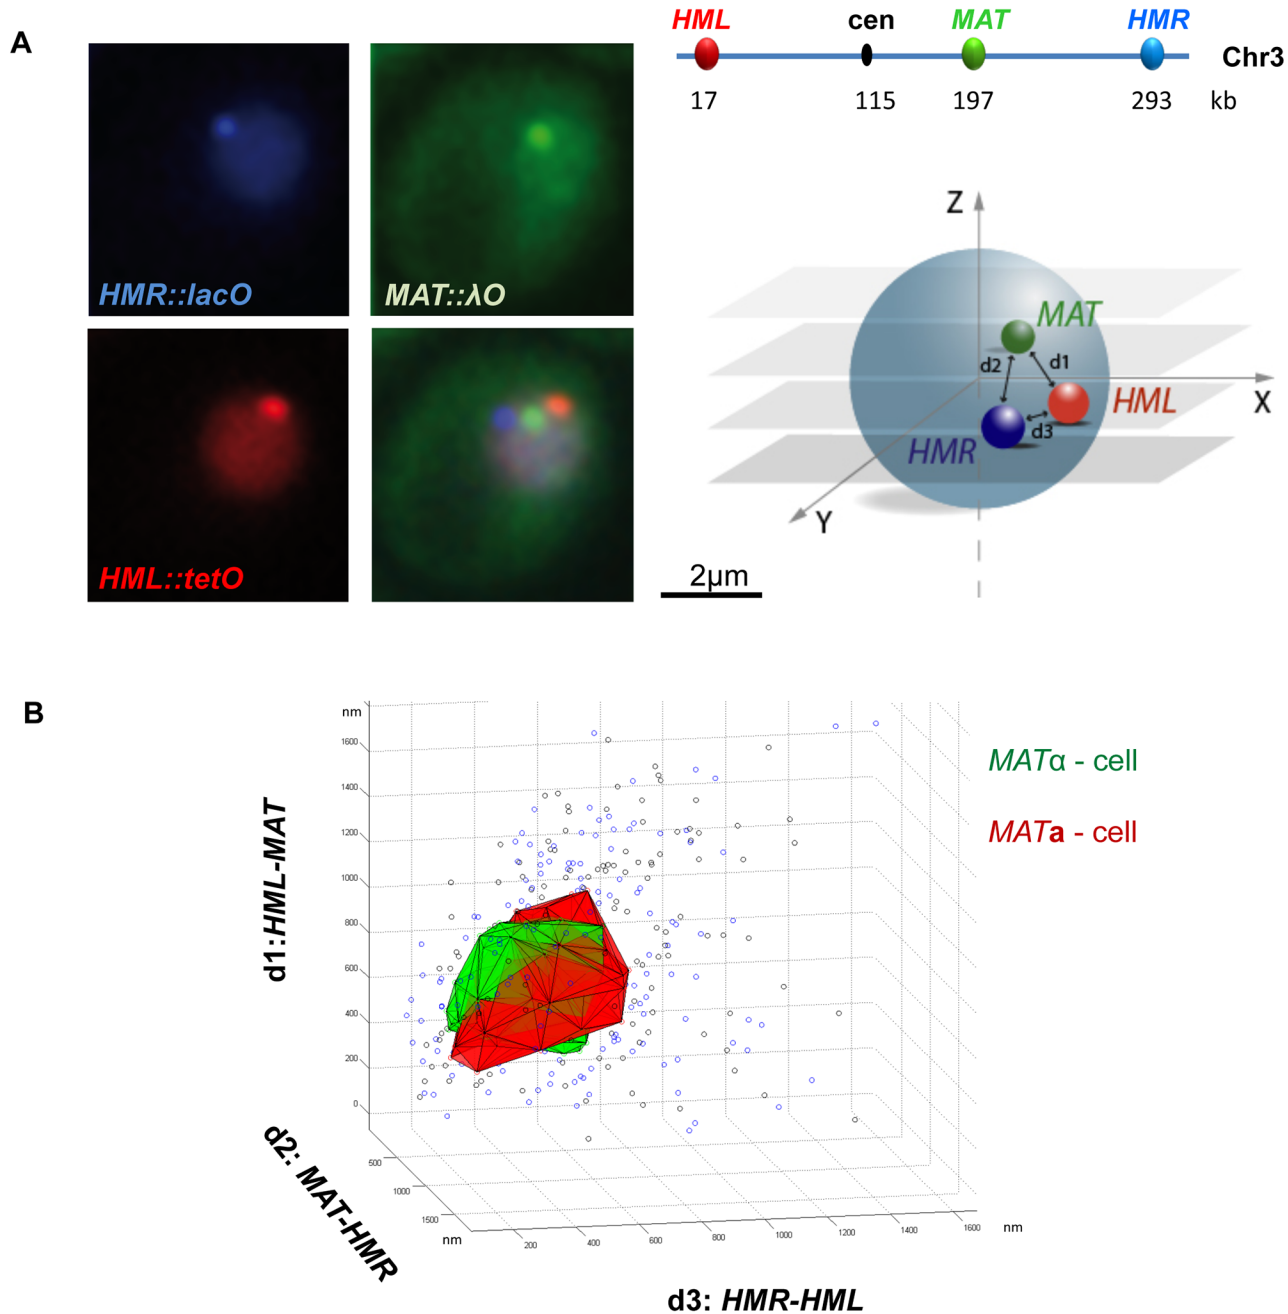 A
HML cen MAT HMR
Chr3
17 115 197 293 kb
HMR::lacO
MAT::λO
HML::tetO
Z
MAT
d2 d1
X
HML
d3
HMR
Y
2μm
B
nm
1600
1400
1200
1000
800
600
400
200
0
d1:HML-MAT
MATα - cell
MATa - cell
500
1000
1500
nm
d2: MAT-HMR
200 400 600 800 1000 1200 1400 1600 nm
d3: HMR-HML